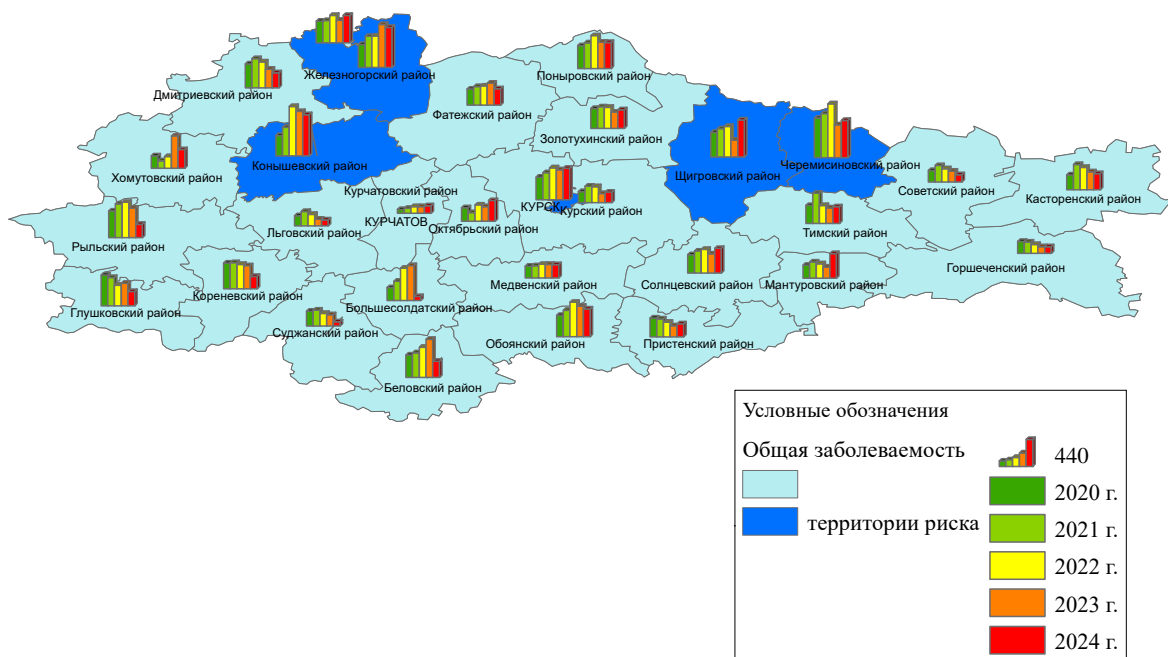 Железногорский район
Поныровский район
Дмитриевский район
Фатежский район
Золотухинский район
Хомутовский район
Конышевский район
Щигровский район
Черемисиновский район
Советский район
Касторенский район
Курчатовский район
КУРЧАТОВ
КУРСК
Курский район
Льговский район
Октябрьский район
Тимский район
Рыльский район
Горшеченский район
Медвенский район
Солнцевский район
Мантуровский район
Кореневский район
Глушковский район
Большесолдатский район
Суджанский район
Обоянский район
Пристенский район
Беловский район
Условные обозначения
Общая заболеваемость
территории риска
440
2020 г.
2021 г.
2022 г.
2023 г.
2024 г.